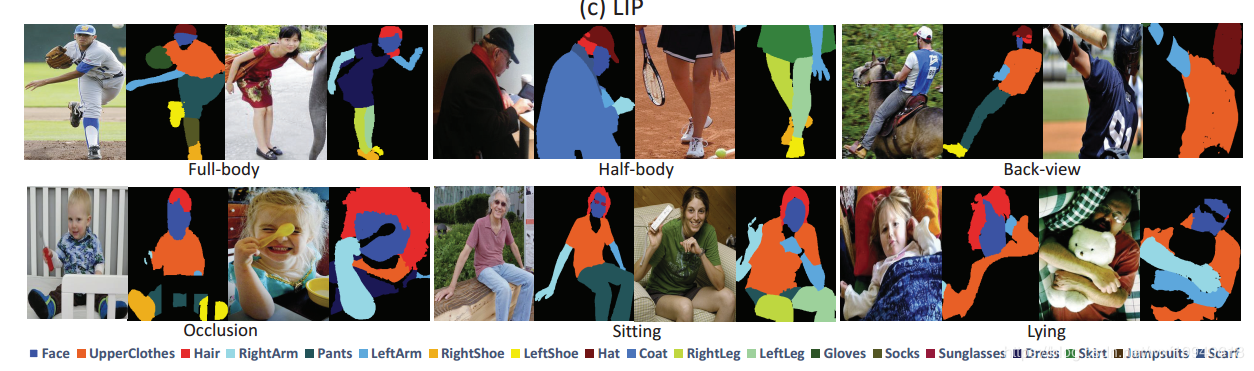 (c) LIP
Full-body
Half-body
Back-view
91
Occlusion
Sitting
Lying
Face UpperClothes Hair RightArm Pants LeftArm RightShoe LeftShoe Hat Coat RightLeg LeftLeg Gloves Socks Sunglasses Dress Skirt Jumpsuits Scarf